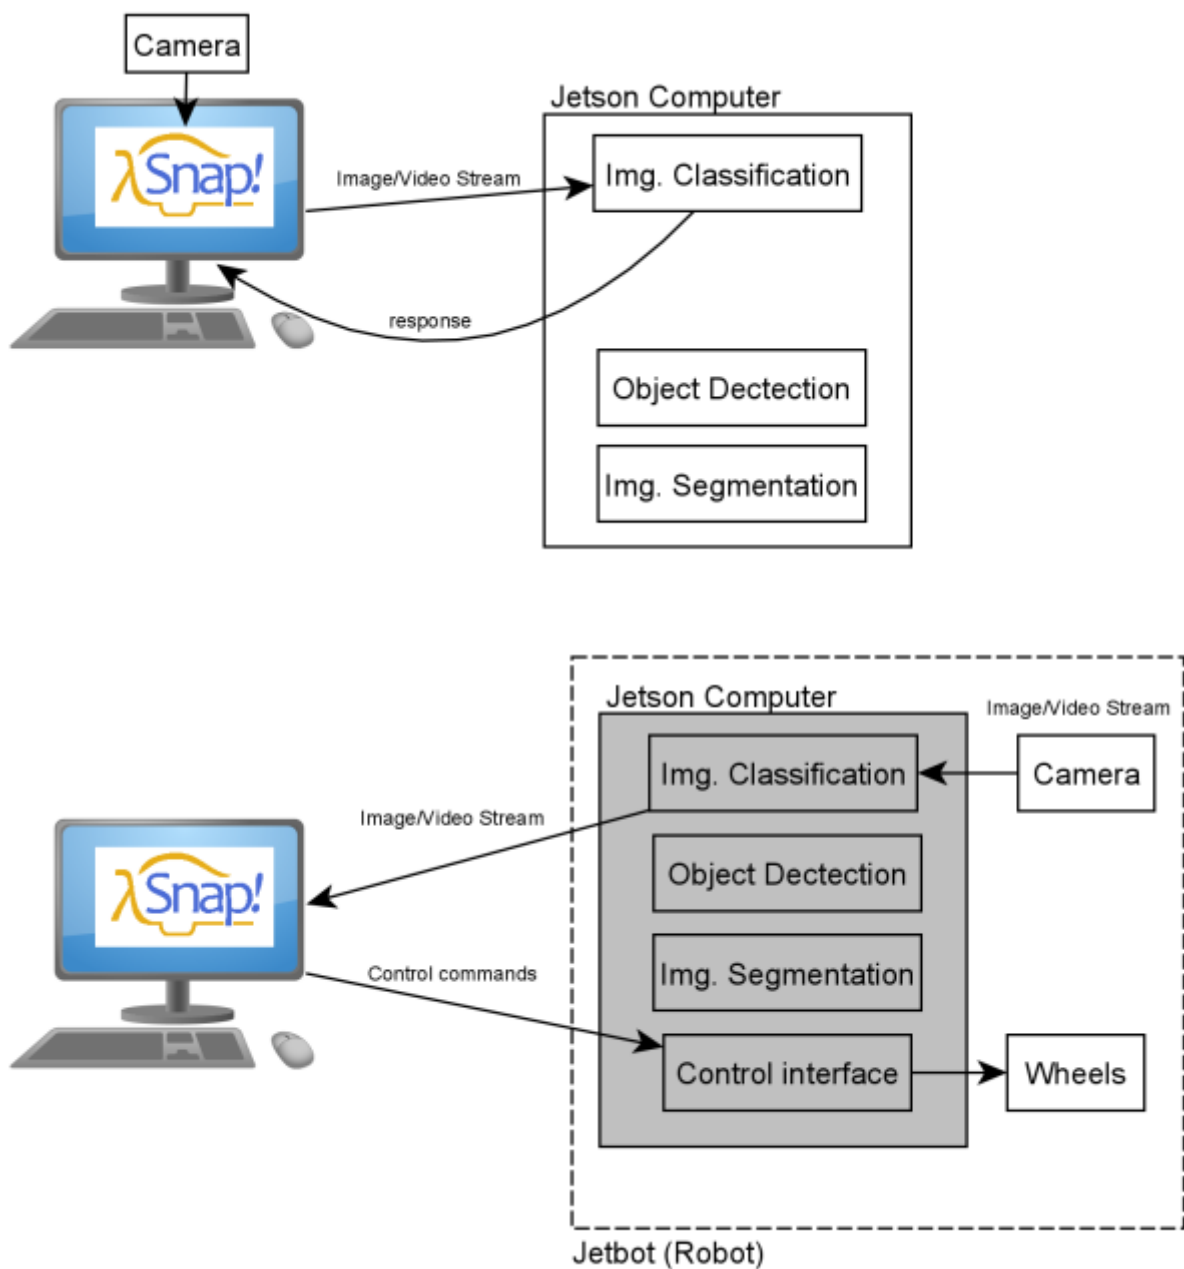 Camera
Jetson Computer
λSnap!
Image/Video Stream
Img. Classification
response
Object Dectection
Img. Segmentation
Jetson Computer
Image/Video Stream
Img. Classification
Camera
Image/Video Stream
Object Dectection
λSnap!
Control commands
Img. Segmentation
Control interface
Wheels
Jetbot (Robot)